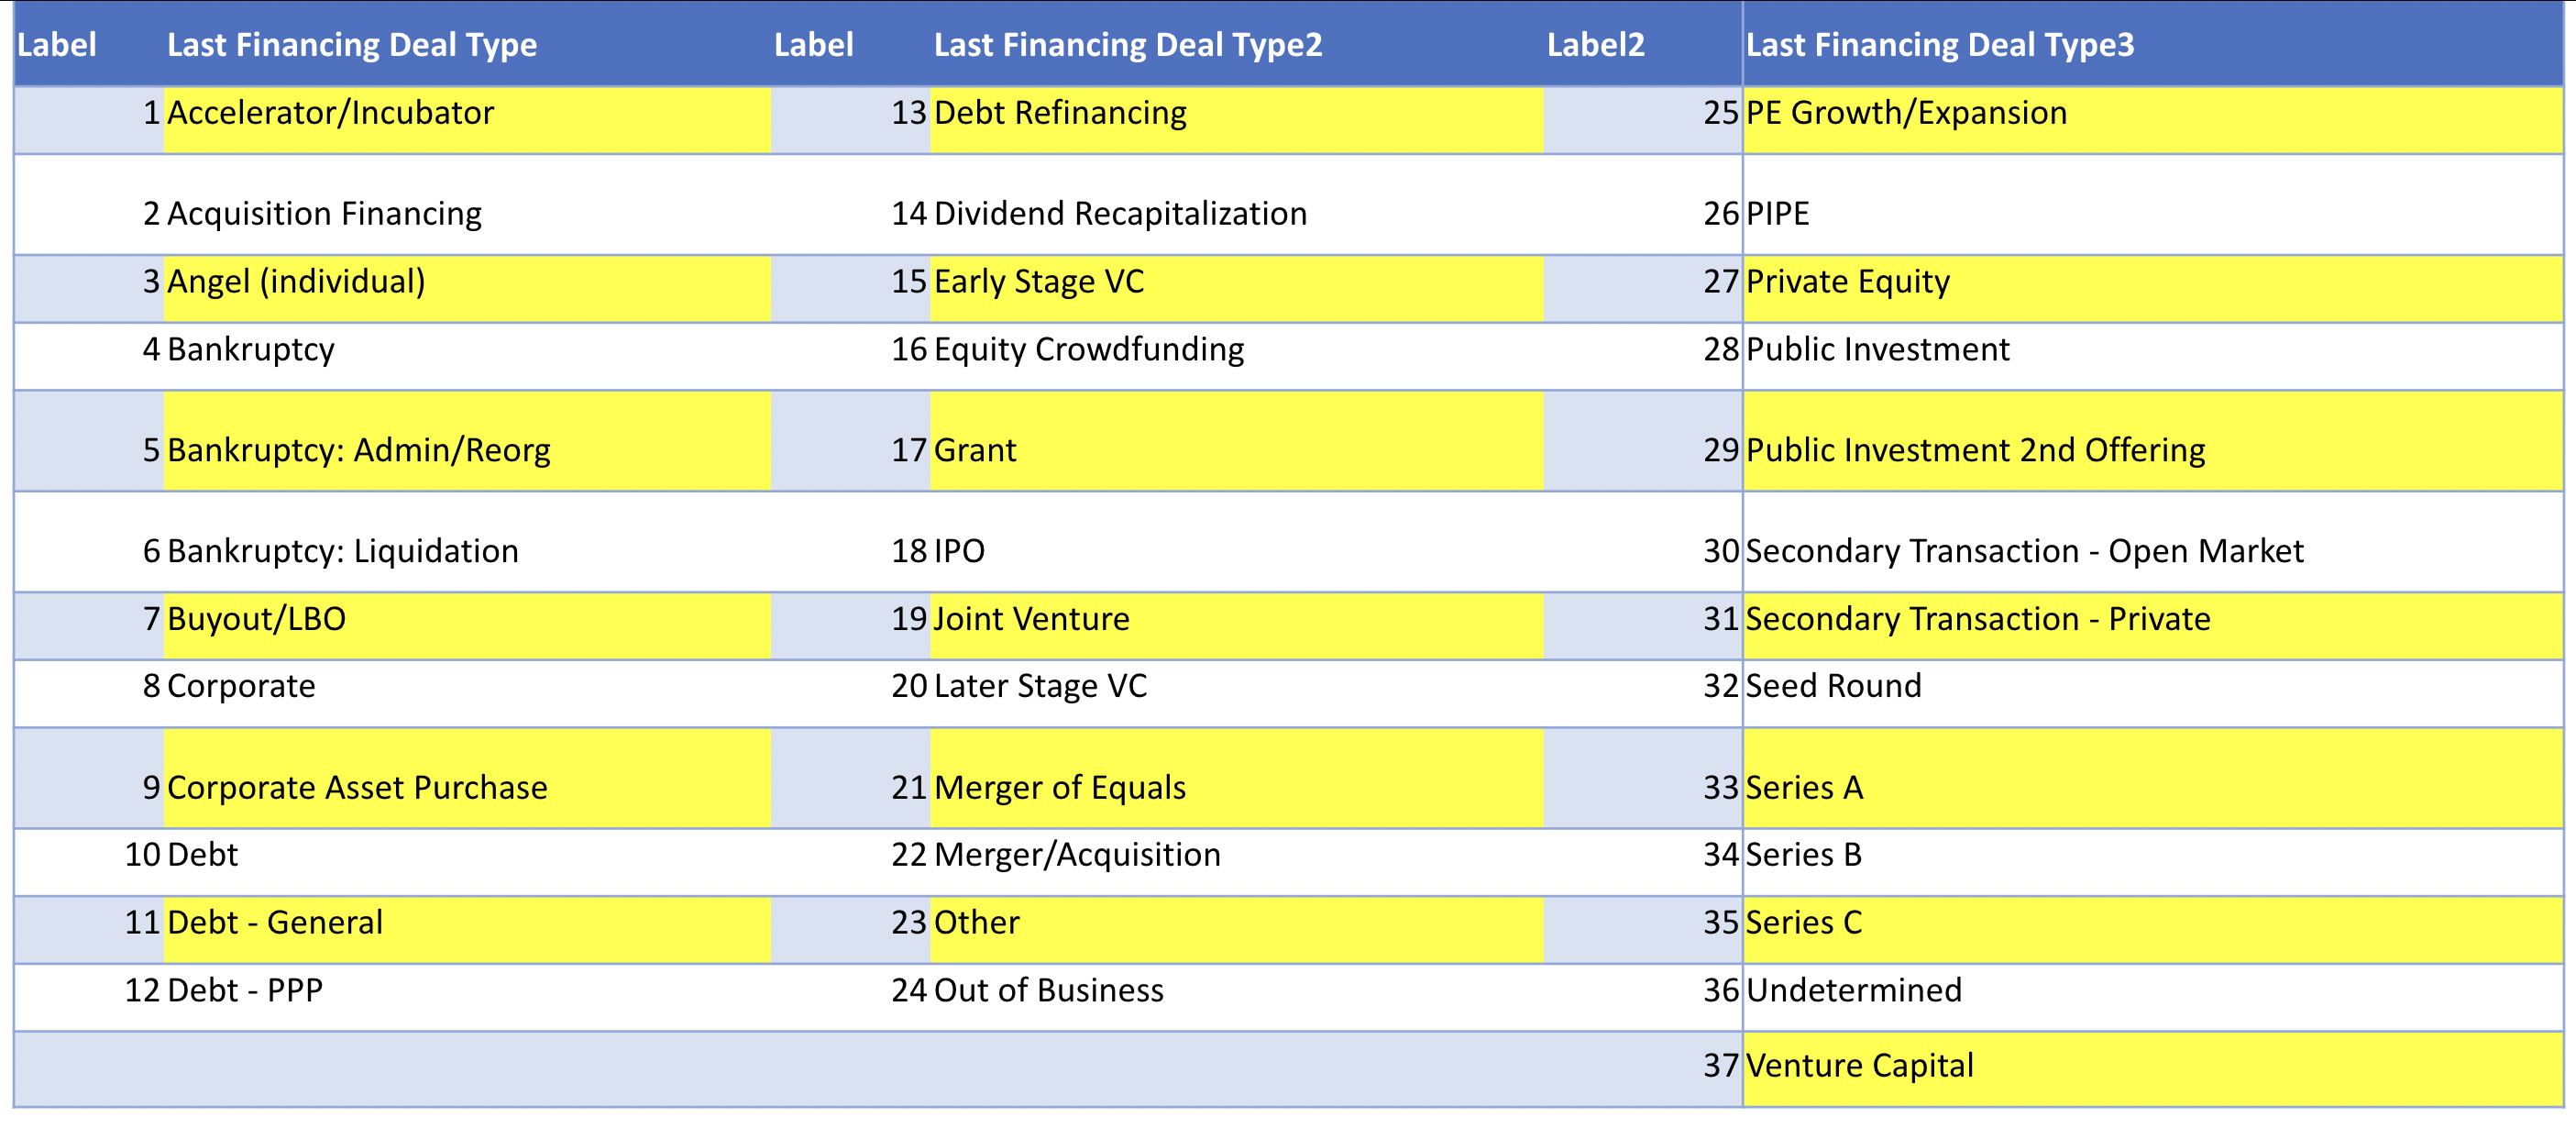 Label Last Financing Deal Type Label Last Financing Deal Type2 Label2 Last Financing Deal Type3
1 Accelerator/Incubator 13 Debt Refinancing 25 PE Growth/Expansion
2 Acquisition Financing 14 Dividend Recapitalization 26 PIPE
3 Angel (individual) 15 Early Stage VC 27 Private Equity
4 Bankruptcy 16 Equity Crowdfunding 28 Public Investment
5 Bankruptcy: Admin/Reorg 17 Grant 29 Public Investment 2nd Offering
6 Bankruptcy: Liquidation 18 IPO 30 Secondary Transaction - Open Market
7 Buyout/LBO 19 Joint Venture 31 Secondary Transaction - Private
8 Corporate 20 Later Stage VC 32 Seed Round
9 Corporate Asset Purchase 21 Merger of Equals 33 Series A
10 Debt 22 Merger/Acquisition 34 Series B
11 Debt - General 23 Other 35 Series C
12 Debt - PPP 24 Out of Business 36 Undetermined
37 Venture Capital